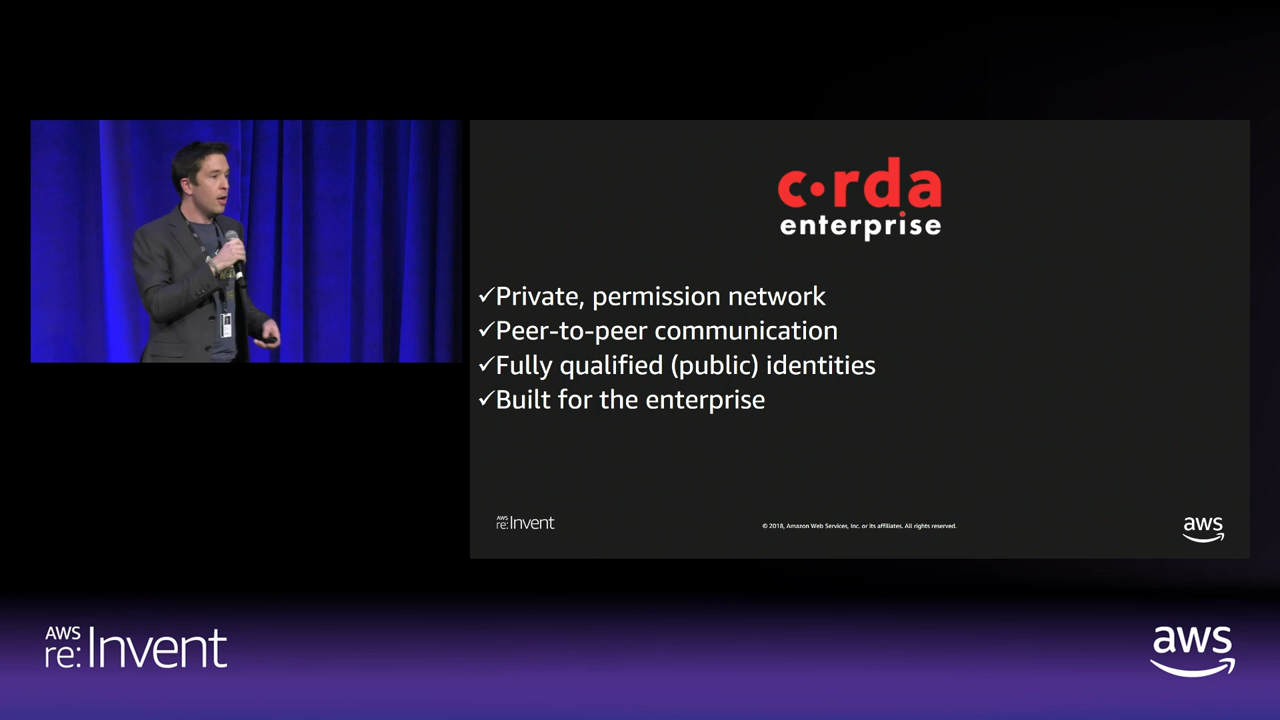 c·rda
enterprise
✓Private, permission network
✓Peer-to-peer communication
✓Fully qualified (public) identities
✓Built for the enterprise
AWS
re:Invent
© 2018, Amazon Web Services, Inc. or its affiliates. All rights reserved.
aws
AWS
re:Invent
aws